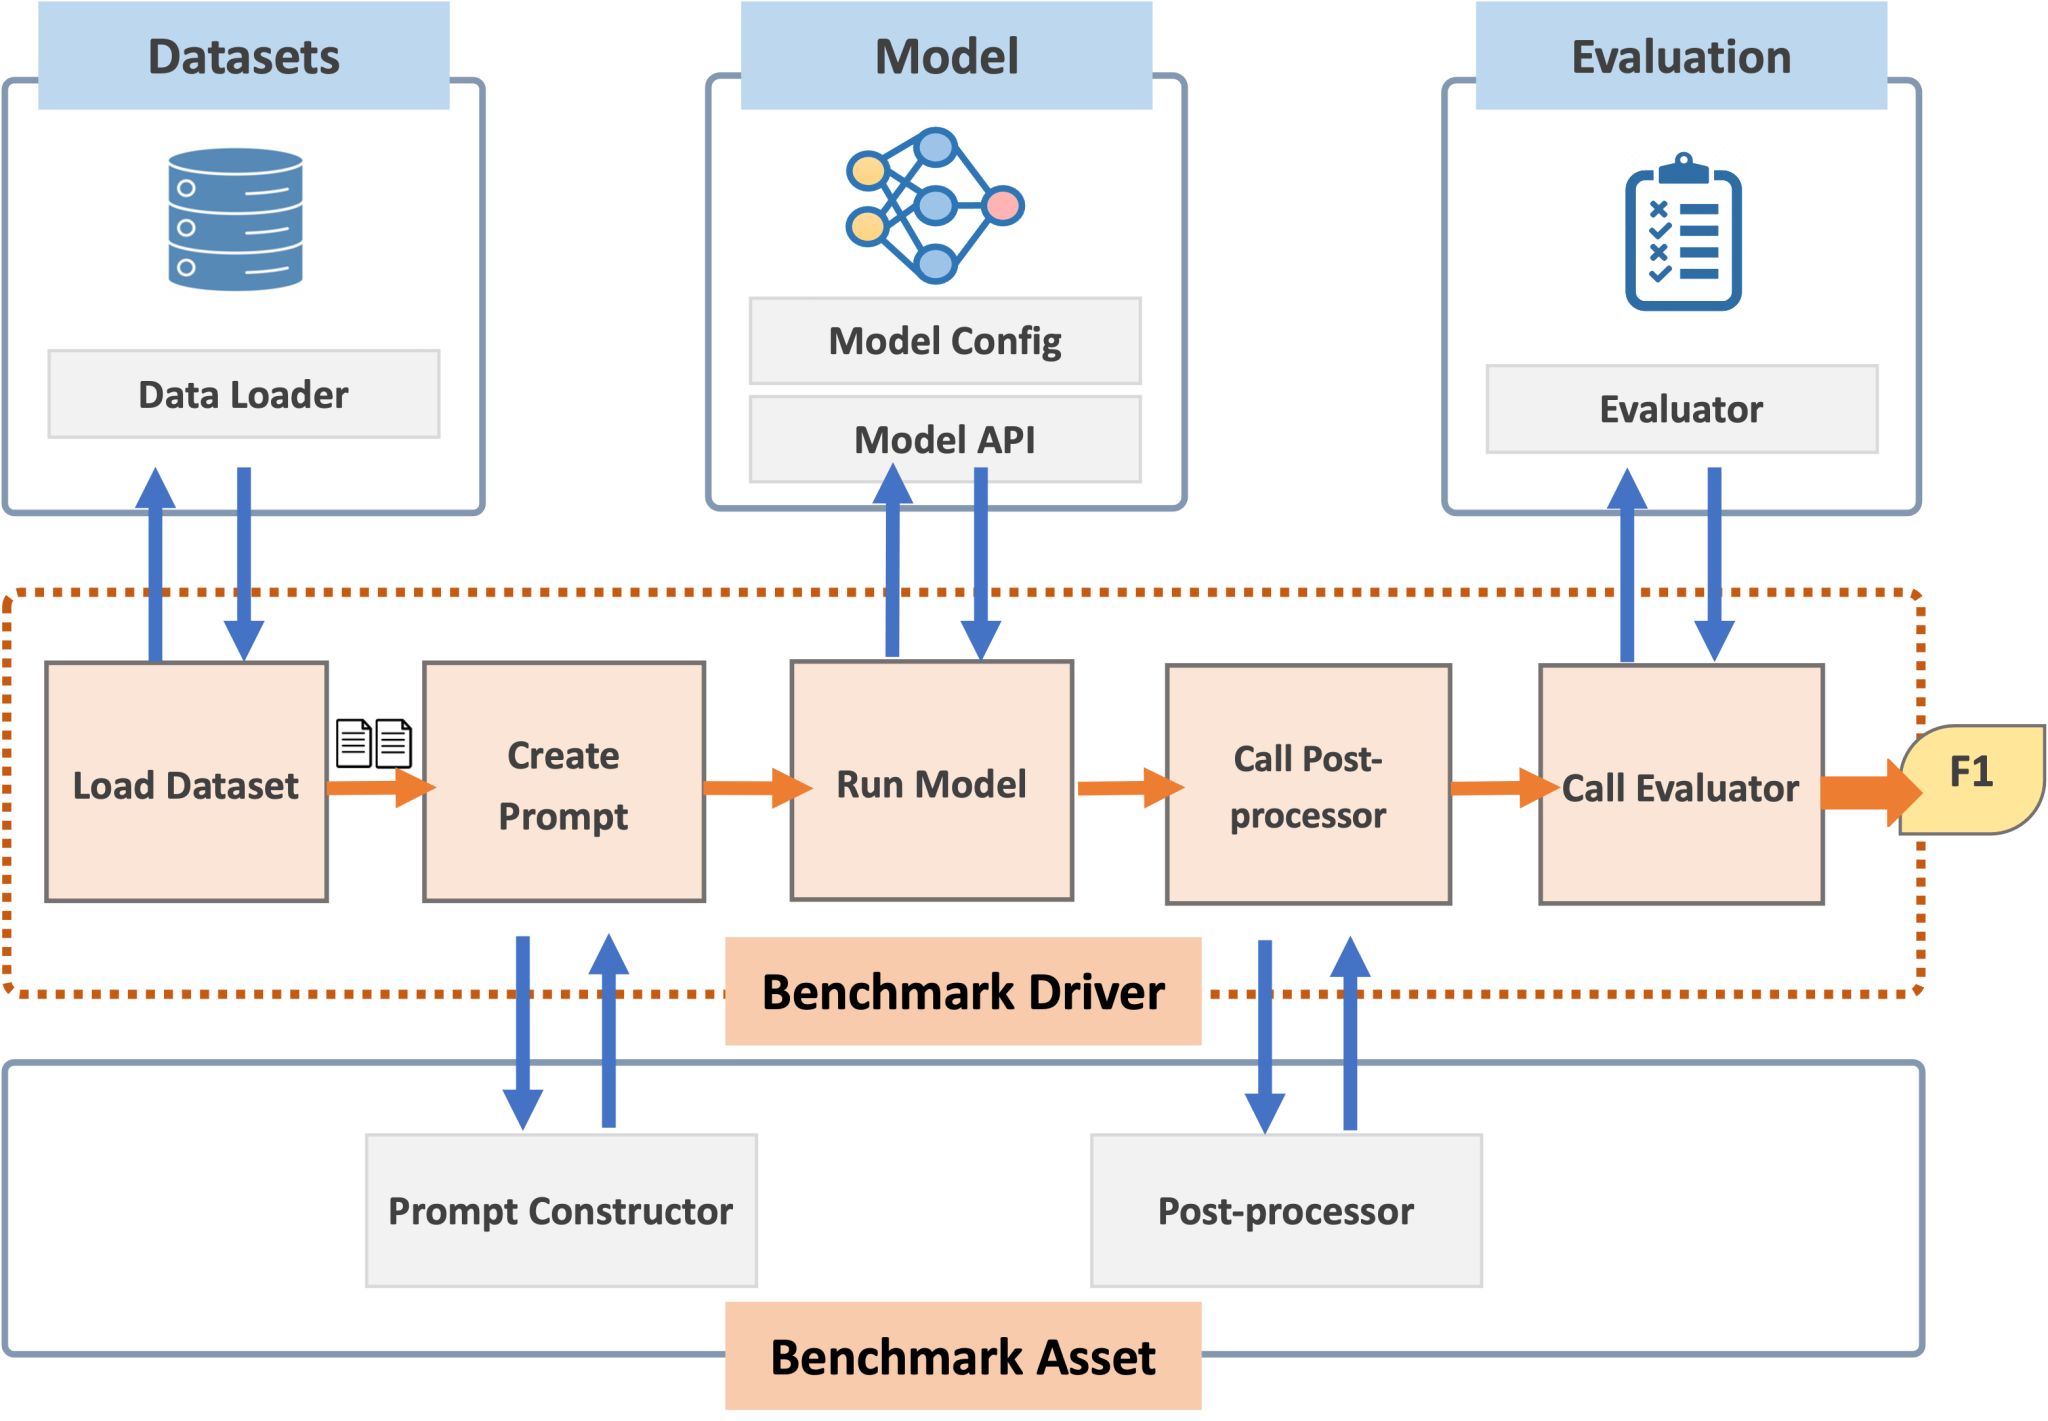 Datasets
Model
Evaluation
Model Config
Data Loader
Model API
Evaluator
Load Dataset
Create
Prompt
Run Model
Call Post-
processor
Call Evaluator
F1
Benchmark Driver
Prompt Constructor
Post-processor
Benchmark Asset